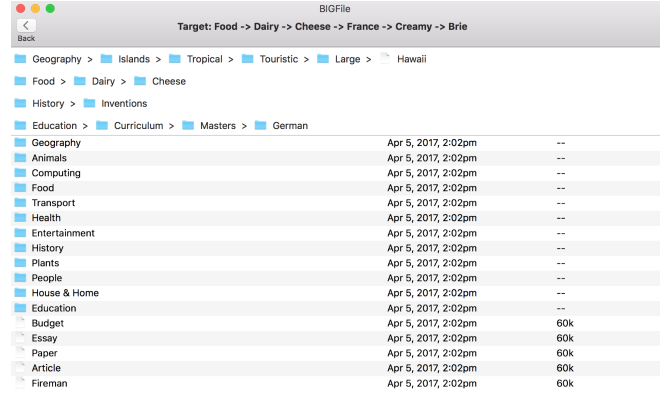 BIGFile
Target: Food -> Dairy -> Cheese -> France -> Creamy -> Brie
Back
Geography > Islands > Tropical > Touristic > Large > Hawaii
Food > Dairy > Cheese
History > Inventions
Education > Curriculum > Masters > German
Geography Apr 5, 2017, 2:02pm --
Animals Apr 5, 2017, 2:02pm --
Computing Apr 5, 2017, 2:02pm --
Food Apr 5, 2017, 2:02pm --
Transport Apr 5, 2017, 2:02pm --
Health Apr 5, 2017, 2:02pm --
Entertainment Apr 5, 2017, 2:02pm --
History Apr 5, 2017, 2:02pm --
Plants Apr 5, 2017, 2:02pm --
People Apr 5, 2017, 2:02pm --
House & Home Apr 5, 2017, 2:02pm --
Education Apr 5, 2017, 2:02pm --
Budget Apr 5, 2017, 2:02pm 60k
Essay Apr 5, 2017, 2:02pm 60k
Paper Apr 5, 2017, 2:02pm 60k
Article Apr 5, 2017, 2:02pm 60k
Fireman Apr 5, 2017, 2:02pm 60k